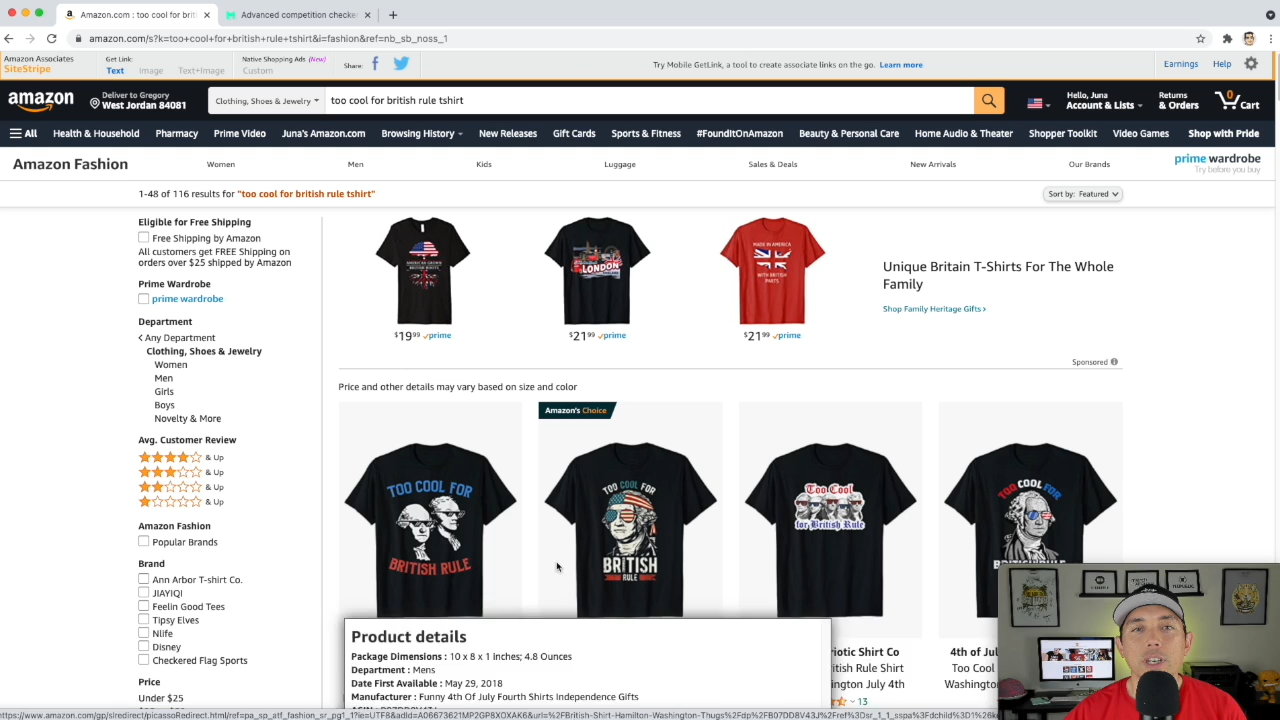 Amazon.com : too cool for brit
Advanced competition checker
amazon.com/s?k=too+cool+for+british+rule+tshirt&i=fashion&ref=nb_sb_noss_1
Amazon Associates
SiteStripe
Get Link:
Text
Image
Text+Image
Native Shopping Ads (New)
Custom
Share:
Try Mobile GetLink, a tool to create associate links on the go. Learn more
Earnings
Help
amazon
Deliver to Gregory
West Jordan 84081
Clothing, Shoes & Jewelry
too cool for british rule tshirt
Hello, Juna
Account & Lists
Returns
& Orders
0
Cart
All
Health & Household
Pharmacy
Prime Video
Juna's Amazon.com
Browsing History
New Releases
Gift Cards
Sports & Fitness
#FoundItOnAmazon
Beauty & Personal Care
Home Audio & Theater
Shopper Toolkit
Video Games
Shop with Pride
Amazon Fashion
Women
Men
Kids
Luggage
Sales & Deals
New Arrivals
Our Brands
prime wardrobe
Try before you buy
1-48 of 116 results for "too cool for british rule tshirt"
Sort by: Featured
Eligible for Free Shipping
Free Shipping by Amazon
All customers get FREE Shipping on
orders over $25 shipped by Amazon
Prime Wardrobe
prime wardrobe
Department
Any Department
Clothing, Shoes & Jewelry
Women
Men
Girls
Boys
Novelty & More
Avg. Customer Review
& Up
& Up
& Up
& Up
Amazon Fashion
Popular Brands
Brand
Ann Arbor T-shirt Co.
JIAYIQI
Feelin Good Tees
Tipsy Elves
Nlife
Disney
Checkered Flag Sports
Price
Under $25
AMERICAN GROWN
BRITISH ROOTS
$19.99 prime
LONDON
$21.99 prime
MADE IN AMERICA
WITH BRITISH
PARTS
$21.99 prime
Unique Britain T-Shirts For The Whole
Family
Shop Family Heritage Gifts
Sponsored
Price and other details may vary based on size and color
TOO COOL FOR
BRITISH RULE
Amazon's Choice
TOO COOL FOR
BRITISH
RULE
Too Cool
for British Rule
TOO COOL FOR
BRITISH RULE
Product details
Package Dimensions : 10 x 8 x 1 inches; 4.8 Ounces
Department : Mens
Date First Available : May 29, 2018
Manufacturer : Funny 4th Of July Fourth Shirts Independence Gifts
riotic Shirt Co
itish Rule Shirt
ington July 4th
13
4th of Jul
Too Cool
Washington